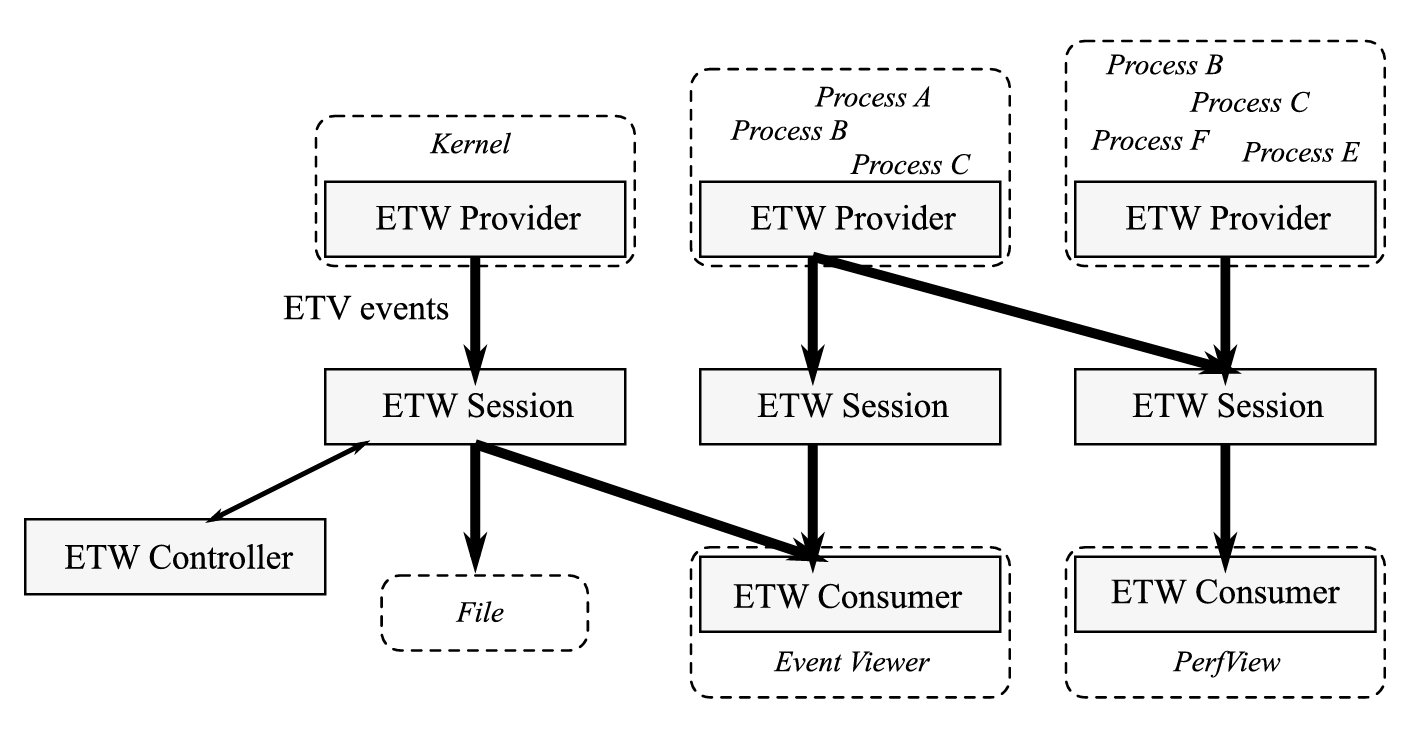 Process B
Process A
Process C
Process B
Kernel
Process F
Process E
Process C
ETW Provider
ETW Provider
ETW Provider
ETV events
ETW Session
ETW Session
ETW Session
ETW Controller
ETW Consumer
ETW Consumer
File
Event Viewer
PerfView